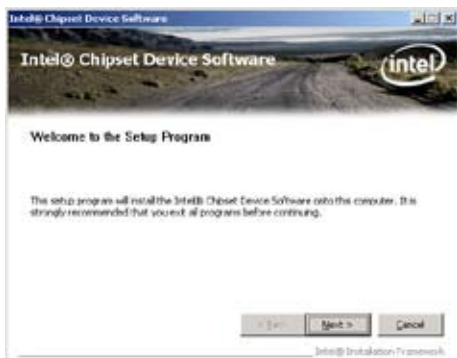 Intel® Chipset Device Software
Intel® Chipset Device Software
intel
Welcome to the Setup Program
This setup program will install the Intel® Chipset Device Software onto this computer. It is
strongly recommended that you exit all programs before continuing.
< Back
Next >
Cancel
Intel® Installation Framework